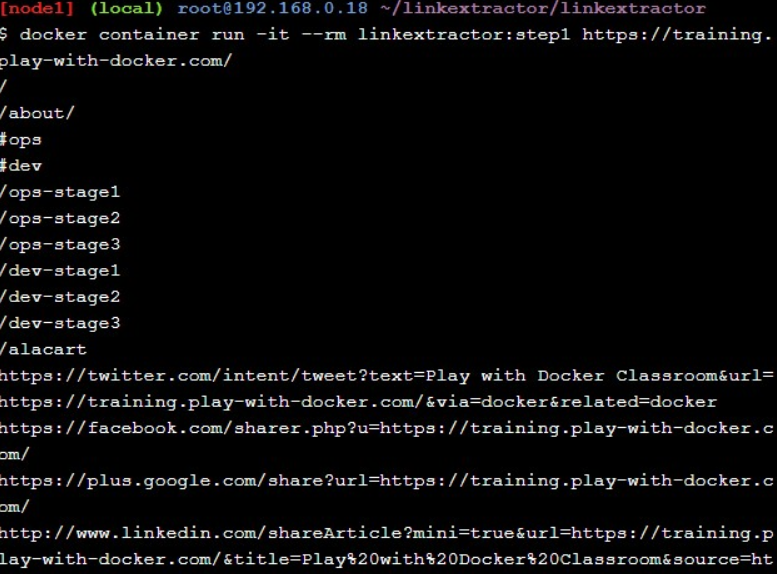 [node1] (local) root@192.168.0.18 ~/linkextractor/linkextractor
$ docker container run -it --rm linkextractor:step1 https://training.
play-with-docker.com/
/
/about/
#ops
#dev
/ops-stage1
/ops-stage2
/ops-stage3
/dev-stage1
/dev-stage2
/dev-stage3
/alacart
https://twitter.com/intent/tweet?text=Play with Docker Classroom&url=
https://training.play-with-docker.com/&via=docker&related=docker
https://facebook.com/sharer.php?u=https://training.play-with-docker.c
om/
https://plus.google.com/share?url=https://training.play-with-docker.c
om/
http://www.linkedin.com/shareArticle?mini=true&url=https://training.p
lay-with-docker.com/&title=Play%20with%20Docker%20Classroom&source=ht